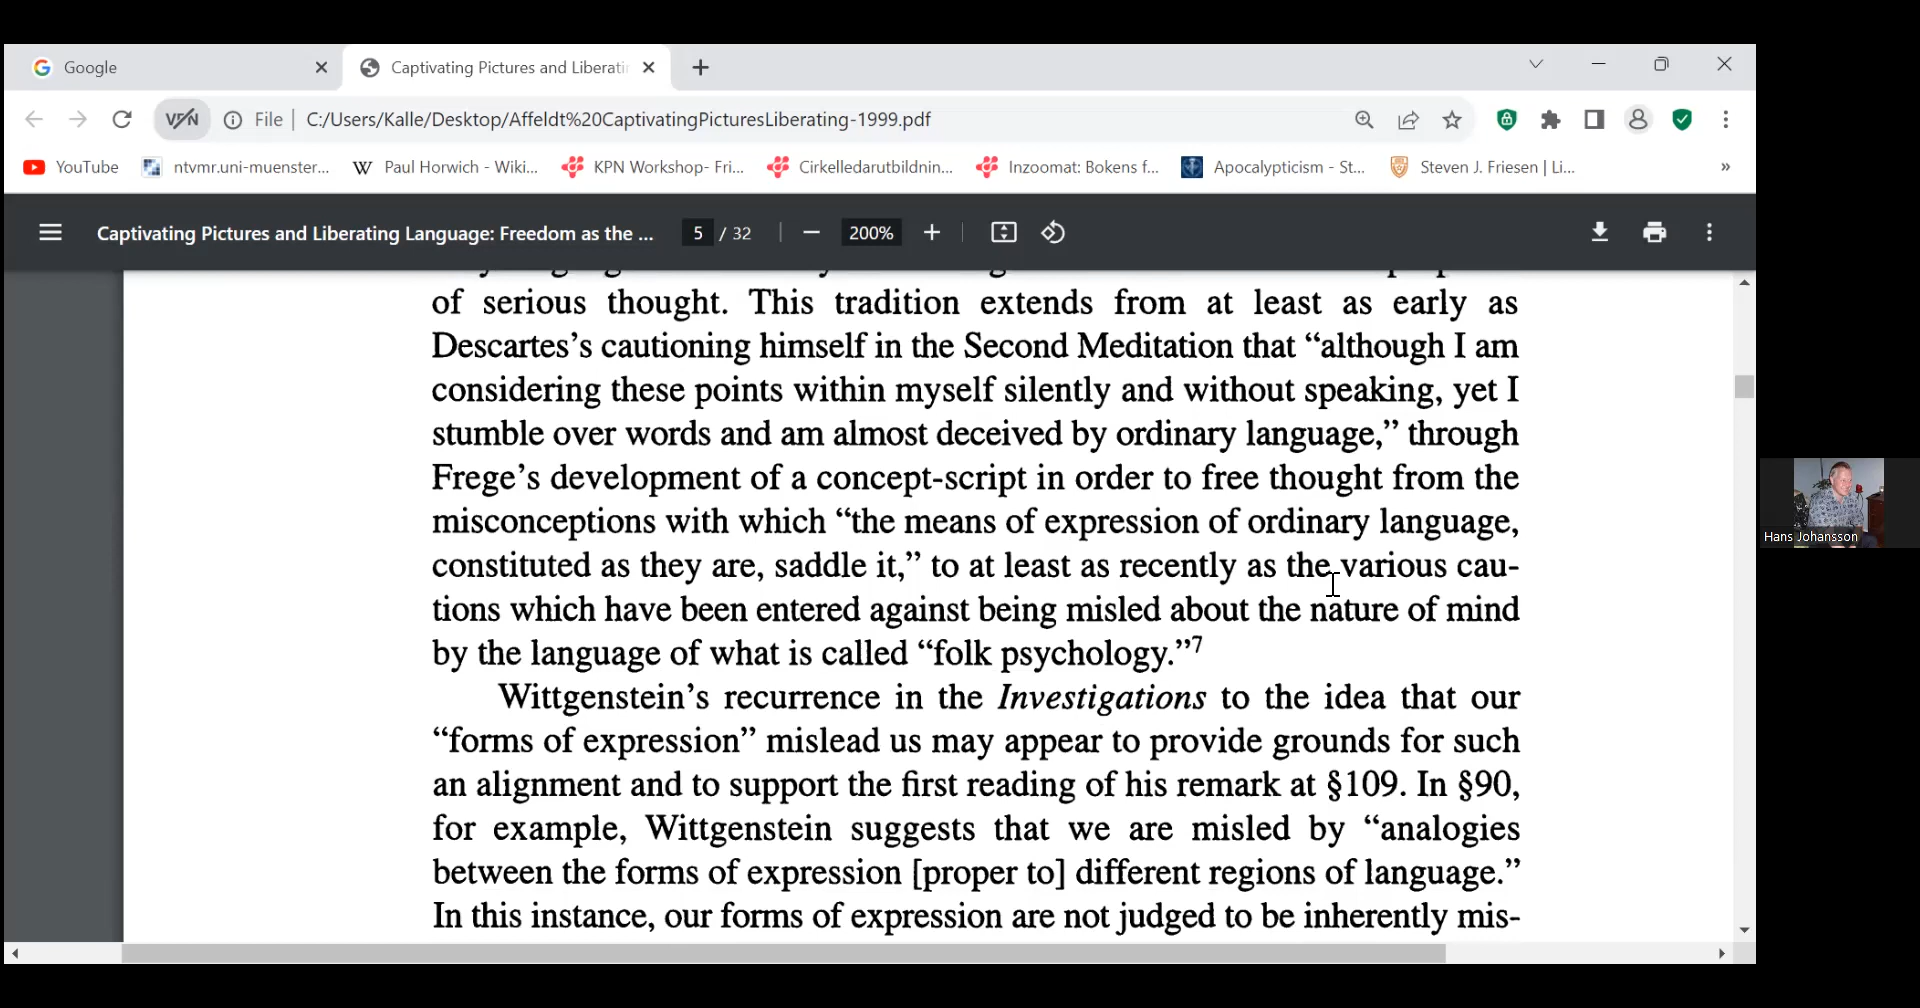 Google
Captivating Pictures and Liberatin
VPN
File
C:/Users/Kalle/Desktop/Affeldt%20CaptivatingPicturesLiberating-1999.pdf
YouTube
ntvmr.uni-muenster...
Paul Horwich - Wiki...
KPN Workshop- Fri...
Cirkelledarutbildnin...
Inzoomat: Bokens f...
Apocalypticism - St...
Steven J. Friesen | Li...
»
Captivating Pictures and Liberating Language: Freedom as the ...
5 / 32
200%
of serious thought. This tradition extends from at least as early as
Descartes’s cautioning himself in the Second Meditation that “although I am
considering these points within myself silently and without speaking, yet I
stumble over words and am almost deceived by ordinary language,” through
Frege’s development of a concept-script in order to free thought from the
misconceptions with which “the means of expression of ordinary language,
constituted as they are, saddle it,” to at least as recently as the various cau-
tions which have been entered against being misled about the nature of mind
by the language of what is called “folk psychology.”7
Wittgenstein’s recurrence in the Investigations to the idea that our
“forms of expression” mislead us may appear to provide grounds for such
an alignment and to support the first reading of his remark at §109. In §90,
for example, Wittgenstein suggests that we are misled by “analogies
between the forms of expression [proper to] different regions of language.”
In this instance, our forms of expression are not judged to be inherently mis-
Hans Johansson